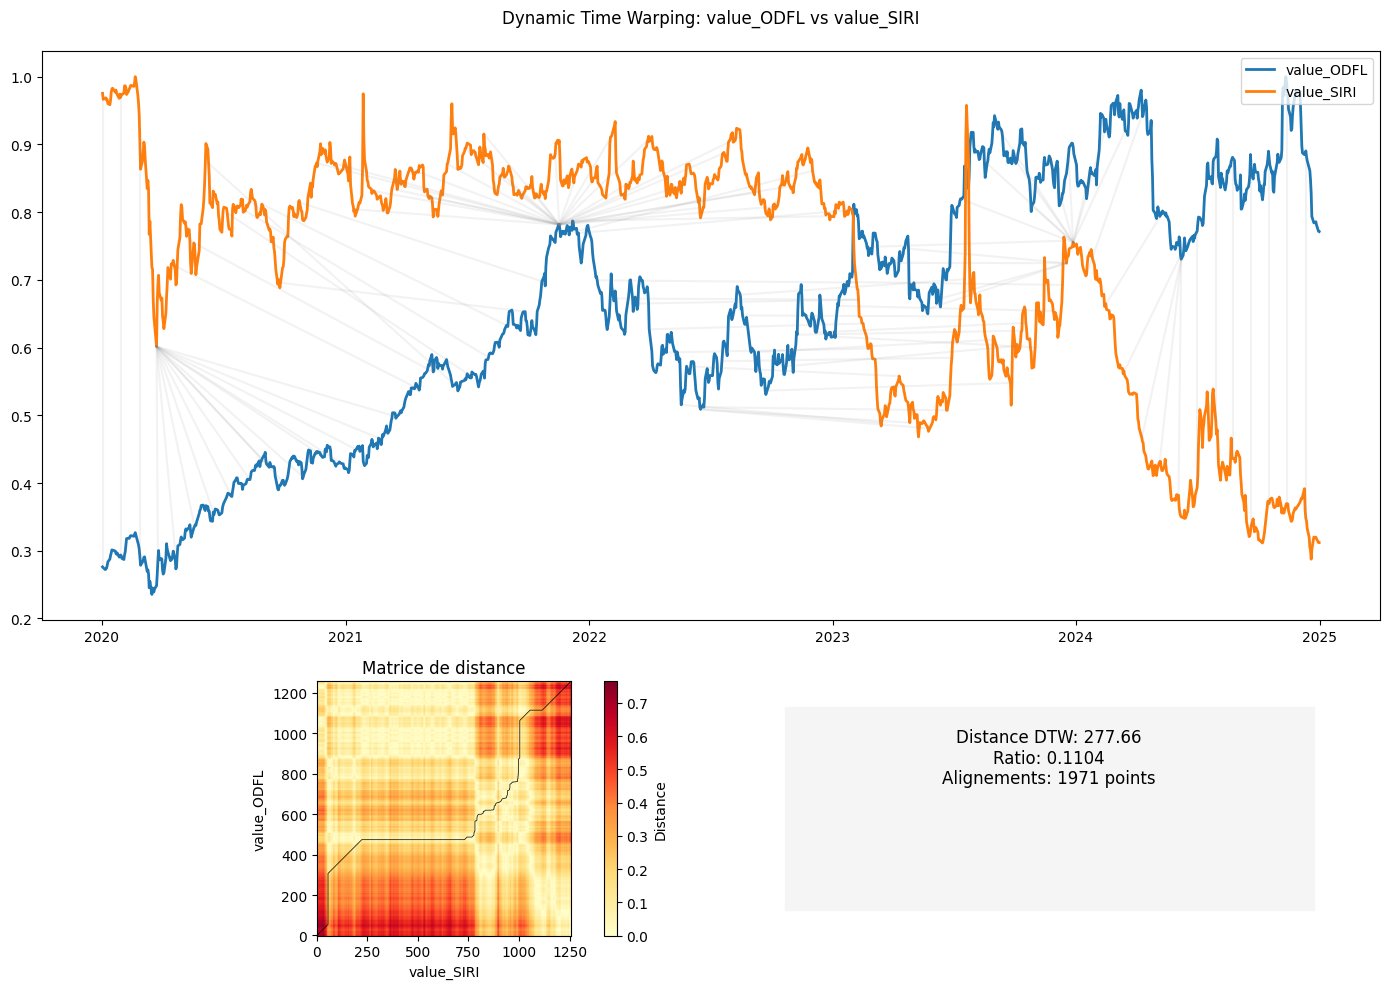 Dynamic Time Warping: value_ODFL vs value_SIRI
value_ODFL
value_SIRI
1.0
0.9
0.8
0.7
0.6
0.5
0.4
0.3
0.2
2020 2021 2022 2023 2024 2025
Matrice de distance
1200
1000
800
600
400
200
0
value_ODFL
0 250 500 750 1000 1250
value_SIRI
0.7
0.6
0.5
0.4
0.3
0.2
0.1
0.0
Distance
Distance DTW: 277.66
Ratio: 0.1104
Alignements: 1971 points